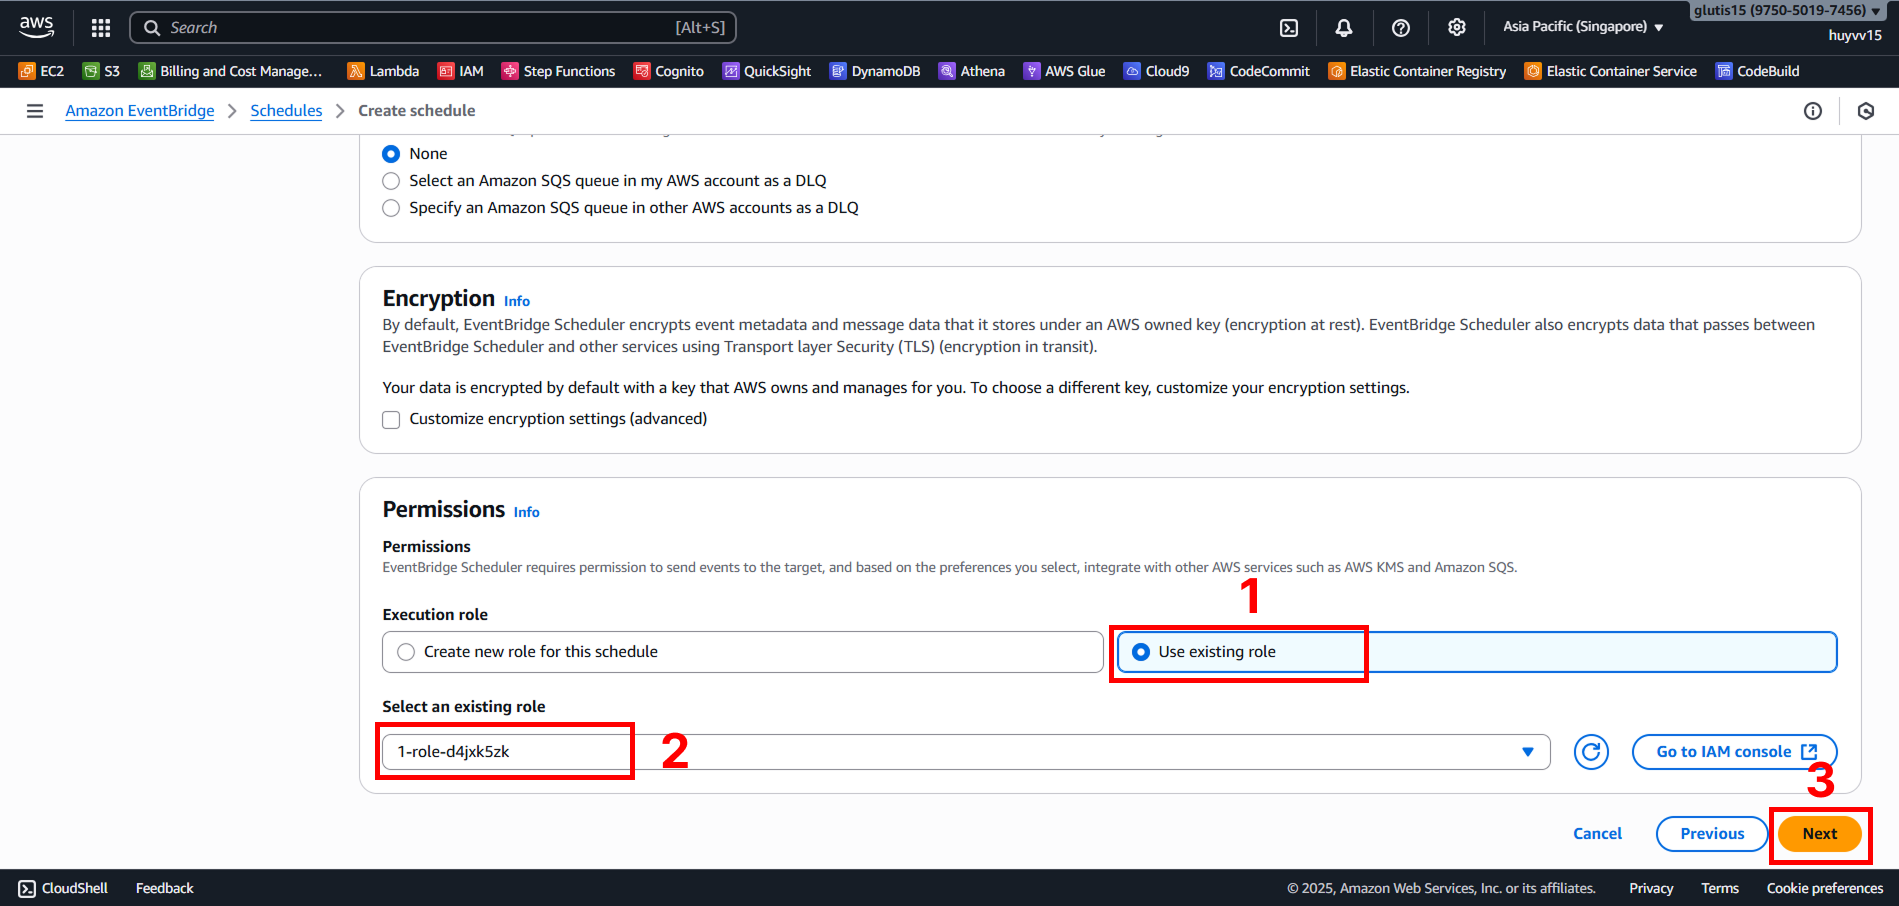 aws
Search [Alt+S]
Asia Pacific (Singapore)
glutis15 (9750-5019-7456)
huyvv15
EC2 S3 Billing and Cost Manage... Lambda IAM Step Functions Cognito QuickSight DynamoDB Athena AWS Glue Cloud9 CodeCommit Elastic Container Registry Elastic Container Service CodeBuild
Amazon EventBridge > Schedules > Create schedule
None
Select an Amazon SQS queue in my AWS account as a DLQ
Specify an Amazon SQS queue in other AWS accounts as a DLQ
Encryption Info
By default, EventBridge Scheduler encrypts event metadata and message data that it stores under an AWS owned key (encryption at rest). EventBridge Scheduler also encrypts data that passes between
EventBridge Scheduler and other services using Transport layer Security (TLS) (encryption in transit).
Your data is encrypted by default with a key that AWS owns and manages for you. To choose a different key, customize your encryption settings.
Customize encryption settings (advanced)
Permissions Info
Permissions
EventBridge Scheduler requires permission to send events to the target, and based on the preferences you select, integrate with other AWS services such as AWS KMS and Amazon SQS.
1
Execution role
Create new role for this schedule
Use existing role
Select an existing role
1-role-d4jxk5zk
2
Go to IAM console
3
Cancel Previous Next
CloudShell Feedback © 2025, Amazon Web Services, Inc. or its affiliates. Privacy Terms Cookie preferences